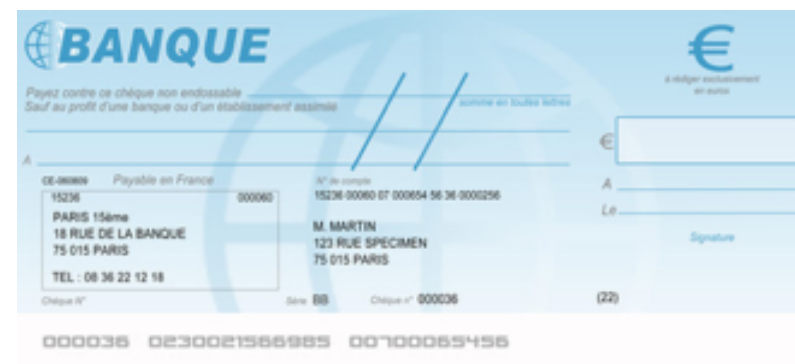 BANQUE
€
à rédiger exclusivement
en euros
Payez contre ce chèque non endossable
Sauf au profit d'une banque ou d'un établissement assimilé
somme en toutes lettres
€
A
CE-060609 Payable en France
N° de compte
15236 000060
15236 00060 07 000654 56 36 0000256
A
Le
PARIS 15ème
18 RUE DE LA BANQUE
75 015 PARIS
TEL : 08 36 22 12 18
M. MARTIN
123 RUE SPECIMEN
75 015 PARIS
Signature
Chèque N° Série BB Chèque n° 000036 (22)
000036 0230021566985 00700065456